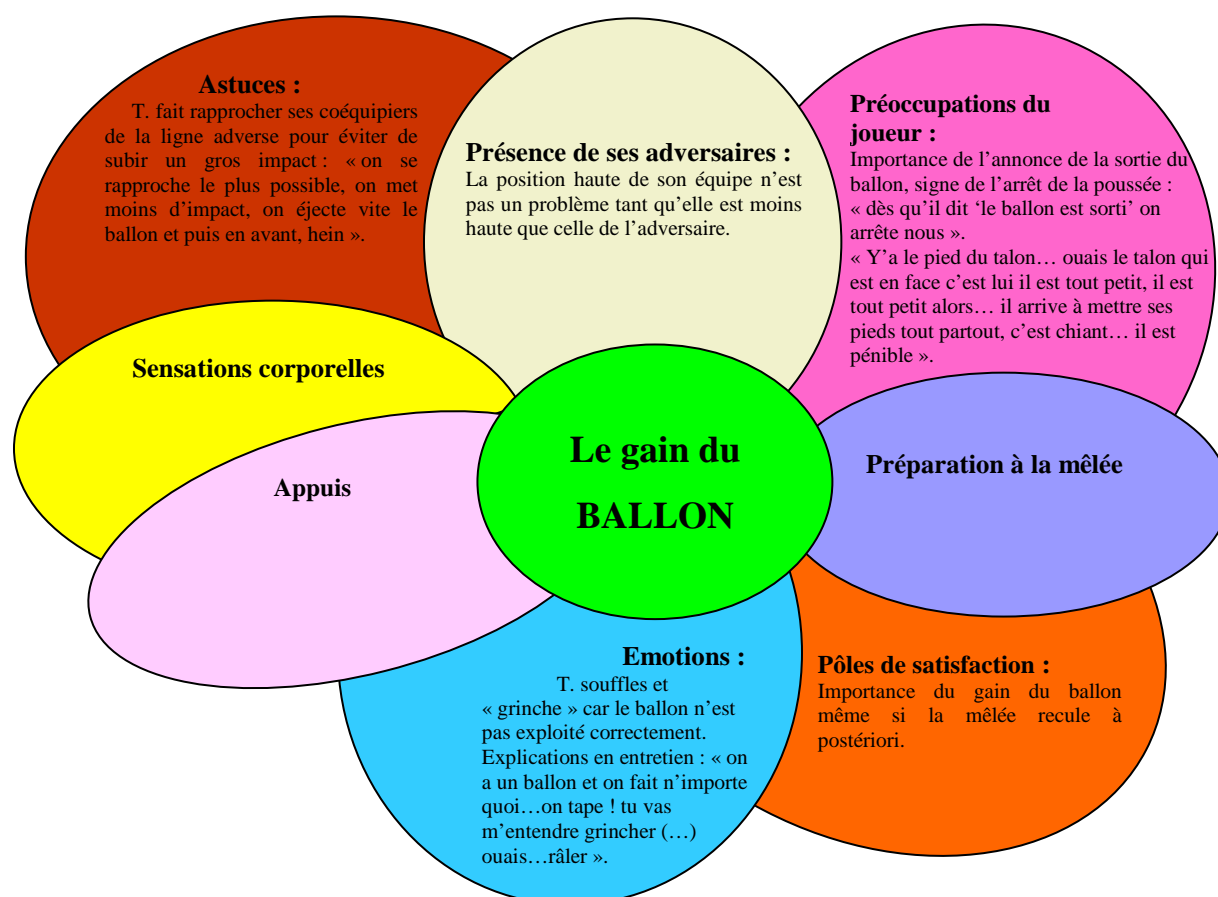 Astuces :
T. fait rapprocher ses coéquipiers
de la ligne adverse pour éviter de
subir un gros impact : « on se
rapproche le plus possible, on met
moins d’impact, on éjecte vite le
ballon et puis en avant, hein ».
Présence de ses adversaires :
La position haute de son équipe n’est
pas un problème tant qu’elle est moins
haute que celle de l’adversaire.
Préoccupations du
joueur :
Importance de l’annonce de la sortie du
ballon, signe de l’arrêt de la poussée :
« dès qu’il dit ‘le ballon est sorti’ on
arrête nous ».
« Y’a le pied du talon… ouais le talon qui
est en face c’est lui il est tout petit, il est
tout petit alors… il arrive à mettre ses
pieds tout partout, c’est chiant… il est
pénible ».
Sensations corporelles
Appuis
Le gain du
BALLON
Préparation à la mêlée
Emotions :
T. souffles et
« grinche » car le ballon n’est
pas exploité correctement.
Explications en entretien : « on
a un ballon et on fait n’importe
quoi…on tape ! tu vas
m’entendre grincher (…)
ouais…râler ».
Pôles de satisfaction :
Importance du gain du ballon
même si la mêlée recule à
postériori.